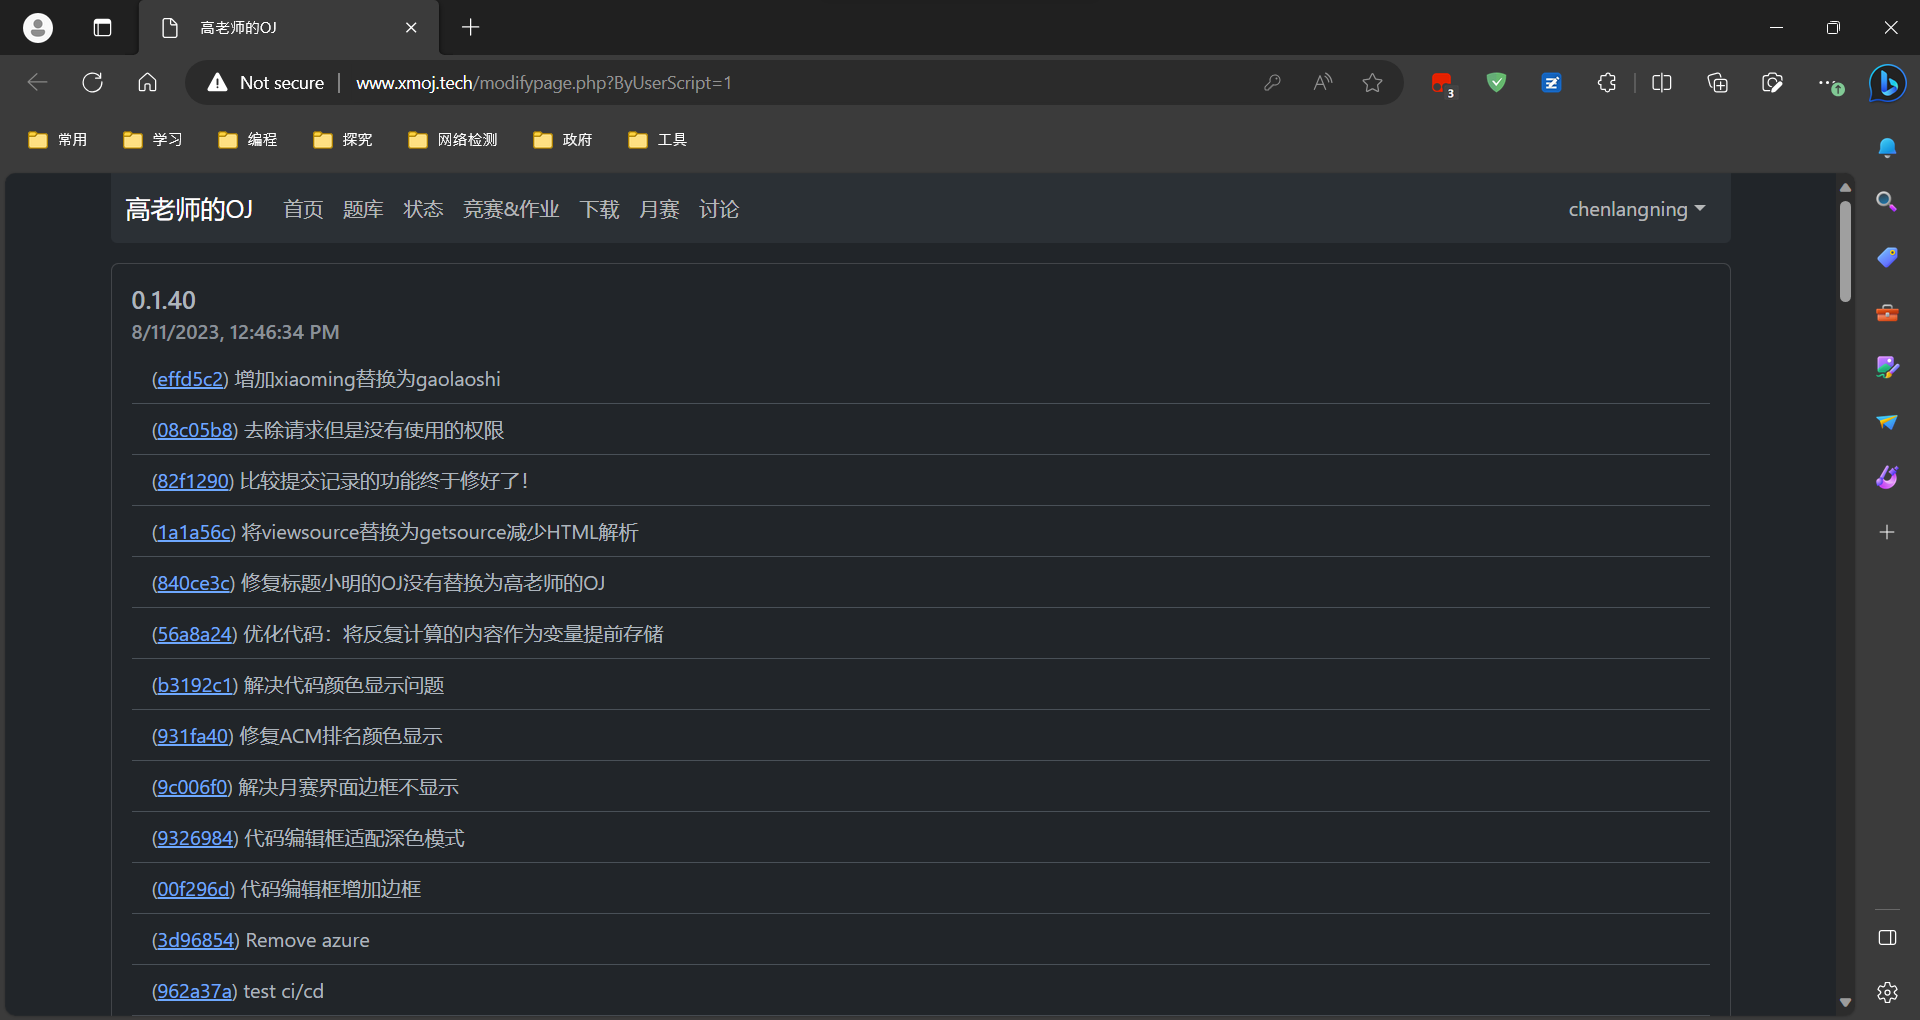 高老师的OJ
Not secure www.xmoj.tech/modifypage.php?ByUserScript=1
3
常用 学习 编程 探究 网络检测 政府 工具
高老师的OJ 首页 题库 状态 竞赛&作业 下载 月赛 讨论 chenlangning
0.1.40
8/11/2023, 12:46:34 PM
(effd5c2) 增加xiaoming替换为gaolaoshi
(08c05b8) 去除请求但是没有使用的权限
(82f1290) 比较提交记录的功能终于修好了!
(1a1a56c) 将viewsource替换为getsource减少HTML解析
(840ce3c) 修复标题小明的OJ没有替换为高老师的OJ
(56a8a24) 优化代码：将反复计算的内容作为变量提前存储
(b3192c1) 解决代码颜色显示问题
(931fa40) 修复ACM排名颜色显示
(9c006f0) 解决月赛界面边框不显示
(9326984) 代码编辑框适配深色模式
(00f296d) 代码编辑框增加边框
(3d96854) Remove azure
(962a37a) test ci/cd